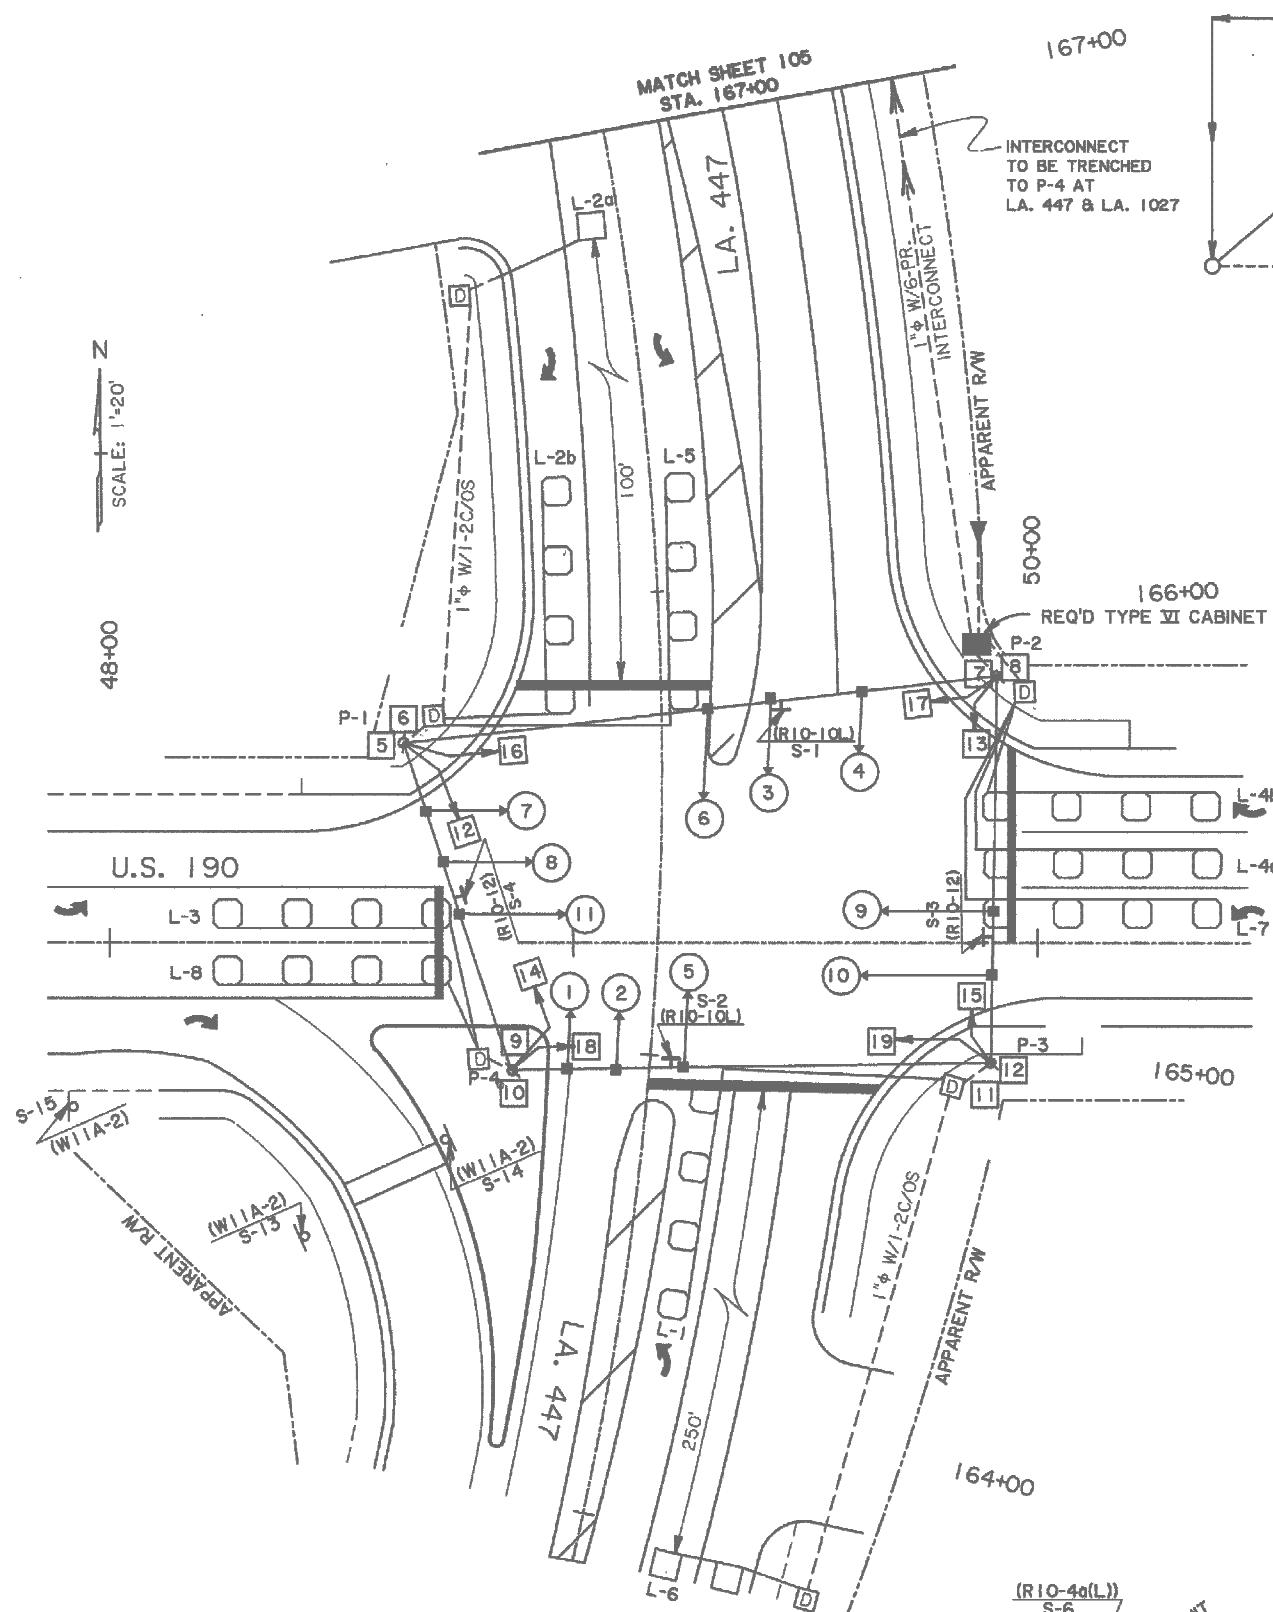 167+00
MATCH SHEET 105
STA. 167+00
INTERCONNECT
TO BE TRENCHED
TO P-4 AT
LA. 447 & LA. 1027
L-2a
LA. 447
D
1"φ W/6-PR.
INTERCONNECT
N
SCALE: 1"=20'
APPARENT R/W
L-2b
L-5
100'
1"φ W/1-2C/OS
50+00
166+00
REQ'D TYPE VI CABINET
48+00
P-2
7
8
D
P-1
6
D
17
5
16
(R10-10L)
S-1
13
4
3
6
7
12
L-4
8
U.S. 190
L-4
(R10-12)
S-4
S-3
(R10-12)
L-3
11
9
L-7
L-8
14
10
5
1
2
S-2
(R10-10L)
15
9
18
19
P-3
D
P-4
12
10
D
11
165+00
S-15
(W11A-2)
(W11A-2)
S-14
(W11A-2)
S-13
1"φ W/1-2C/OS
APPARENT R/W
APPARENT R/W
LA. 447
250'
164+00
L-6
D
(R10-4a(L))
S-6